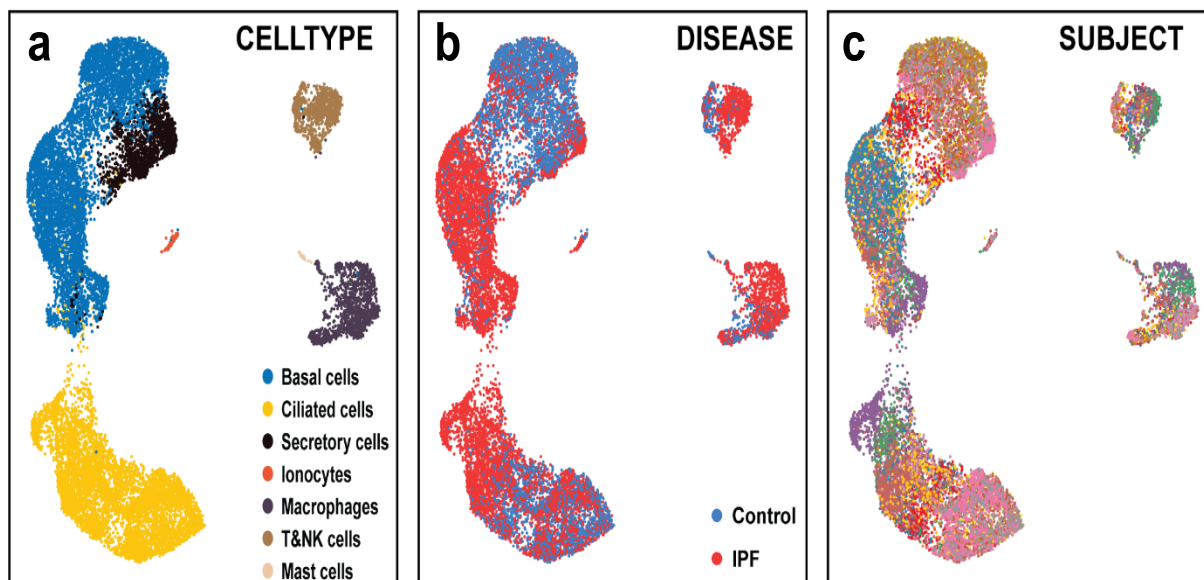 a CELLTYPE
Basal cells
Ciliated cells
Secretory cells
Ionocytes
Macrophages
T&NK cells
Mast cells
b DISEASE
Control
IPF
c SUBJECT